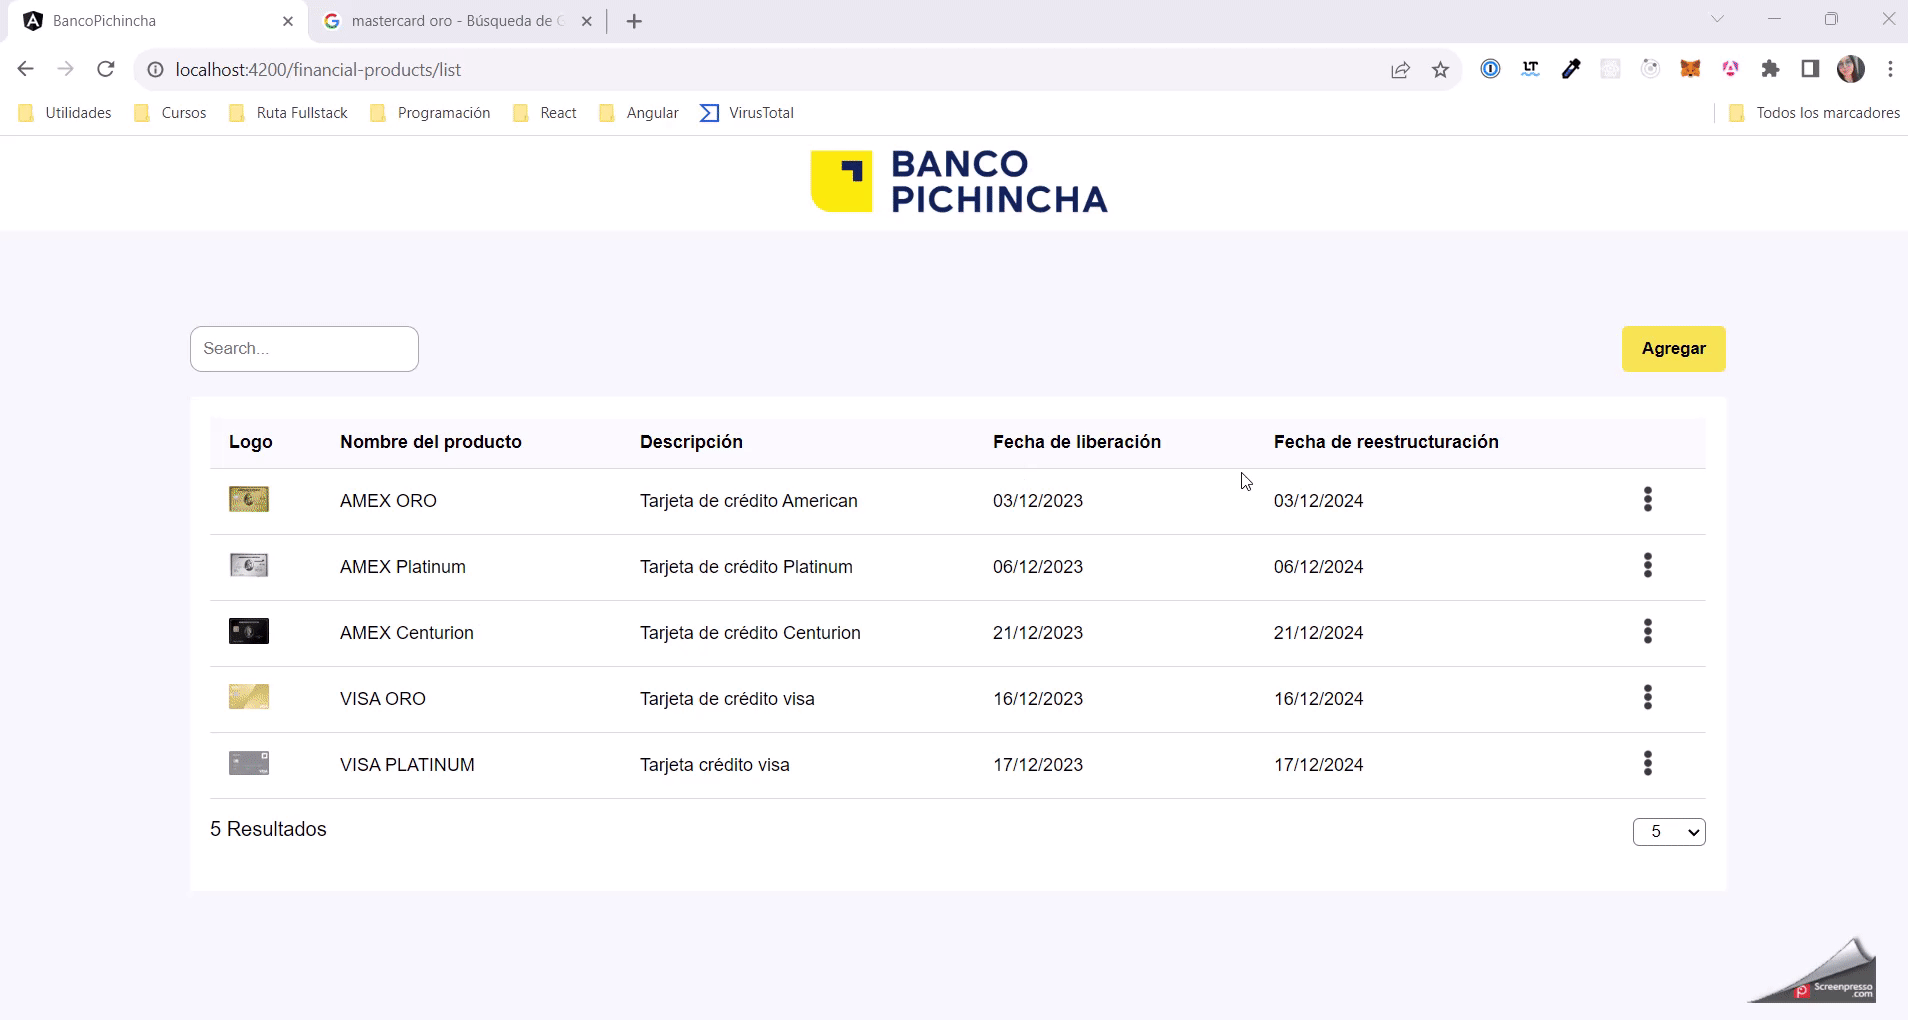 BancoPichincha
mastercard oro - Búsqueda de G
localhost:4200/financial-products/list
LT
Utilidades
Cursos
Ruta Fullstack
Programación
React
Angular
VirusTotal
Todos los marcadores
BANCO
PICHINCHA
Search...
Agregar
Logo Nombre del producto Descripción Fecha de liberación Fecha de reestructuración
AMEX ORO Tarjeta de crédito American 03/12/2023 03/12/2024
AMEX Platinum Tarjeta de crédito Platinum 06/12/2023 06/12/2024
AMEX Centurion Tarjeta de crédito Centurion 21/12/2023 21/12/2024
VISA ORO Tarjeta de crédito visa 16/12/2023 16/12/2024
VISA PLATINUM Tarjeta crédito visa 17/12/2023 17/12/2024
5 Resultados
5
Screenpresso
.com